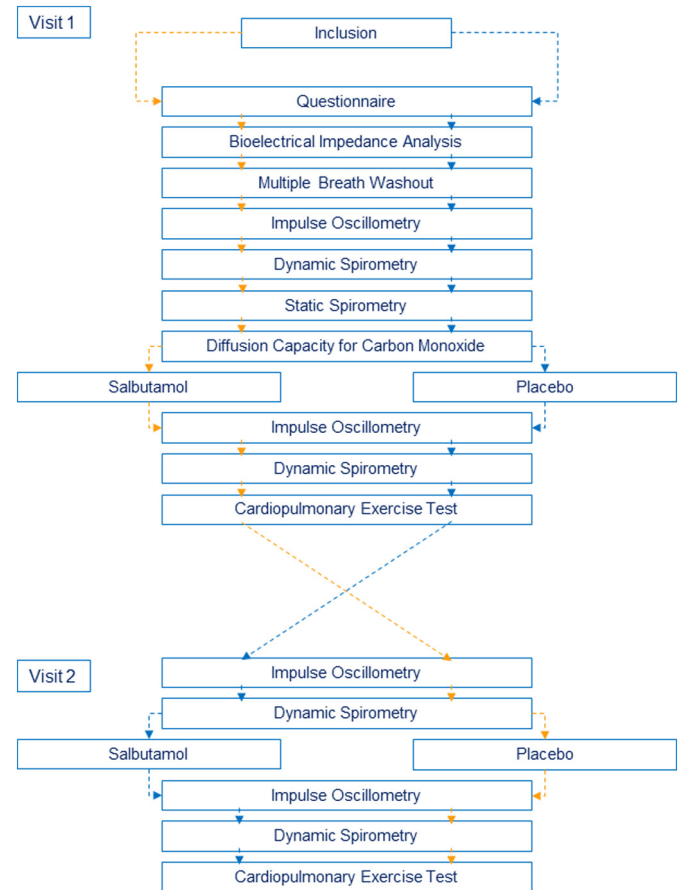 Visit 1
Inclusion
Questionnaire
Bioelectrical Impedance Analysis
Multiple Breath Washout
Impulse Oscillometry
Dynamic Spirometry
Static Spirometry
Diffusion Capacity for Carbon Monoxide
Salbutamol
Placebo
Impulse Oscillometry
Dynamic Spirometry
Cardiopulmonary Exercise Test
Visit 2
Impulse Oscillometry
Dynamic Spirometry
Salbutamol
Placebo
Impulse Oscillometry
Dynamic Spirometry
Cardiopulmonary Exercise Test